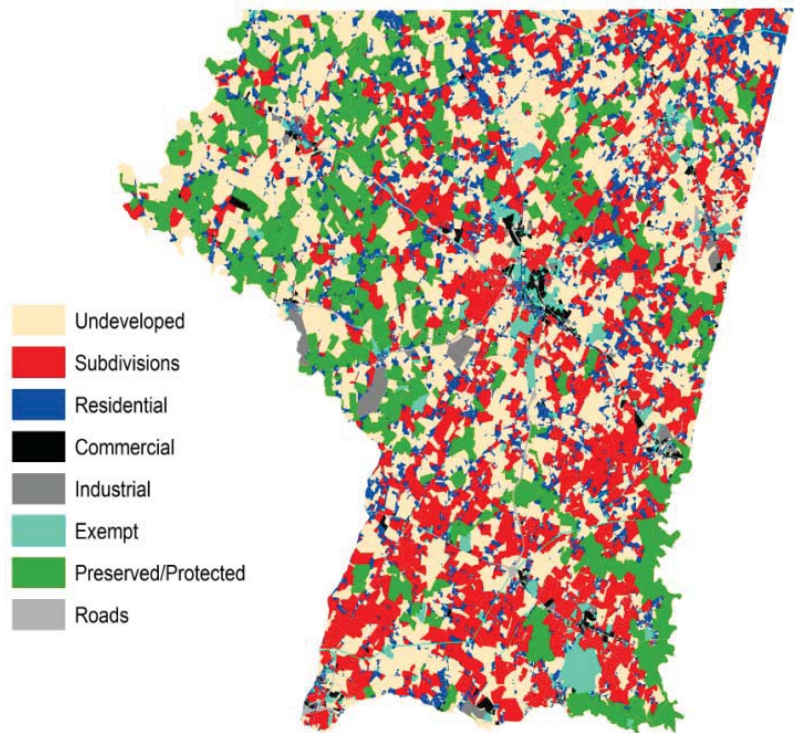 Undeveloped
Subdivisions
Residential
Commercial
Industrial
Exempt
Preserved/Protected
Roads